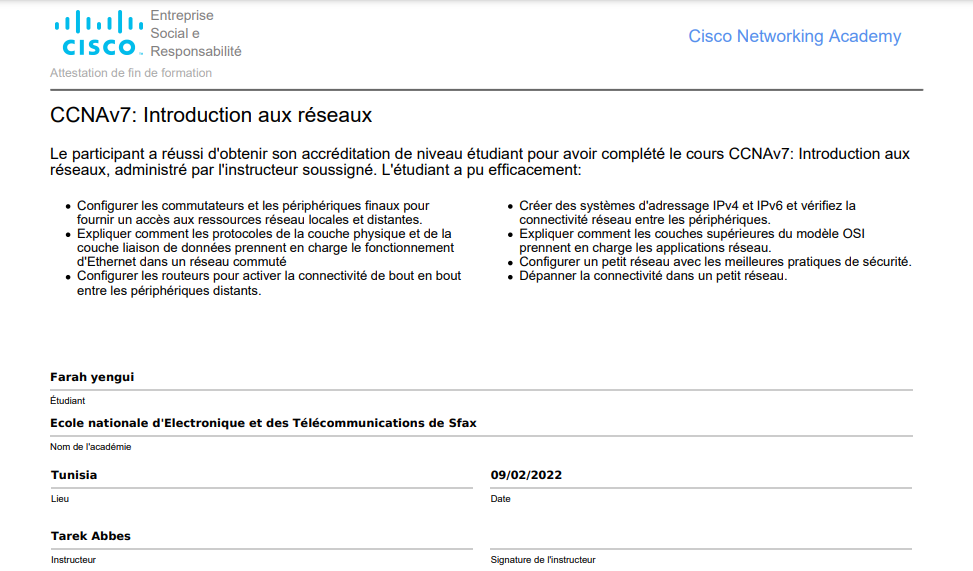 Entreprise
Social e
Responsabilité
CISCO
Cisco Networking Academy
Attestation de fin de formation
CCNAv7: Introduction aux réseaux
Le participant a réussi d'obtenir son accréditation de niveau étudiant pour avoir complété le cours CCNAv7: Introduction aux
réseaux, administré par l'instructeur soussigné. L'étudiant a pu efficacement:
• Configurer les commutateurs et les périphériques finaux pour
fournir un accès aux ressources réseau locales et distantes.
• Expliquer comment les protocoles de la couche physique et de la
couche liaison de données prennent en charge le fonctionnement
d'Ethernet dans un réseau commuté
• Configurer les routeurs pour activer la connectivité de bout en bout
entre les périphériques distants.
• Créer des systèmes d'adressage IPv4 et IPv6 et vérifiez la
connectivité réseau entre les périphériques.
• Expliquer comment les couches supérieures du modèle OSI
prennent en charge les applications réseau.
• Configurer un petit réseau avec les meilleures pratiques de sécurité.
• Dépanner la connectivité dans un petit réseau.
Farah yengui
Étudiant
Ecole nationale d'Electronique et des Télécommunications de Sfax
Nom de l'académie
Tunisia
Lieu
09/02/2022
Date
Tarek Abbes
Instructeur
Signature de l'instructeur